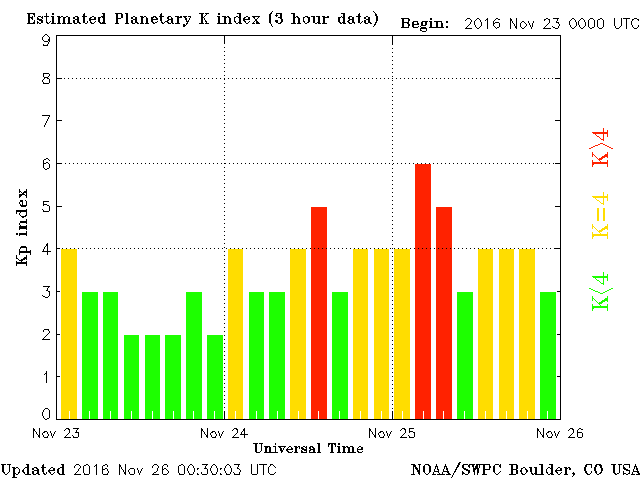 Estimated Planetary K index (3 hour data)
Begin: 2016 Nov 23 0000 UTC
9
8
7
6
5
4
3
2
1
0
Kp index
K>4
K=4
K<4
Nov 23
Nov 24
Nov 25
Nov 26
Universal Time
Updated 2016 Nov 26 00:30:03 UTC
NOAA/SWPC Boulder, CO USA